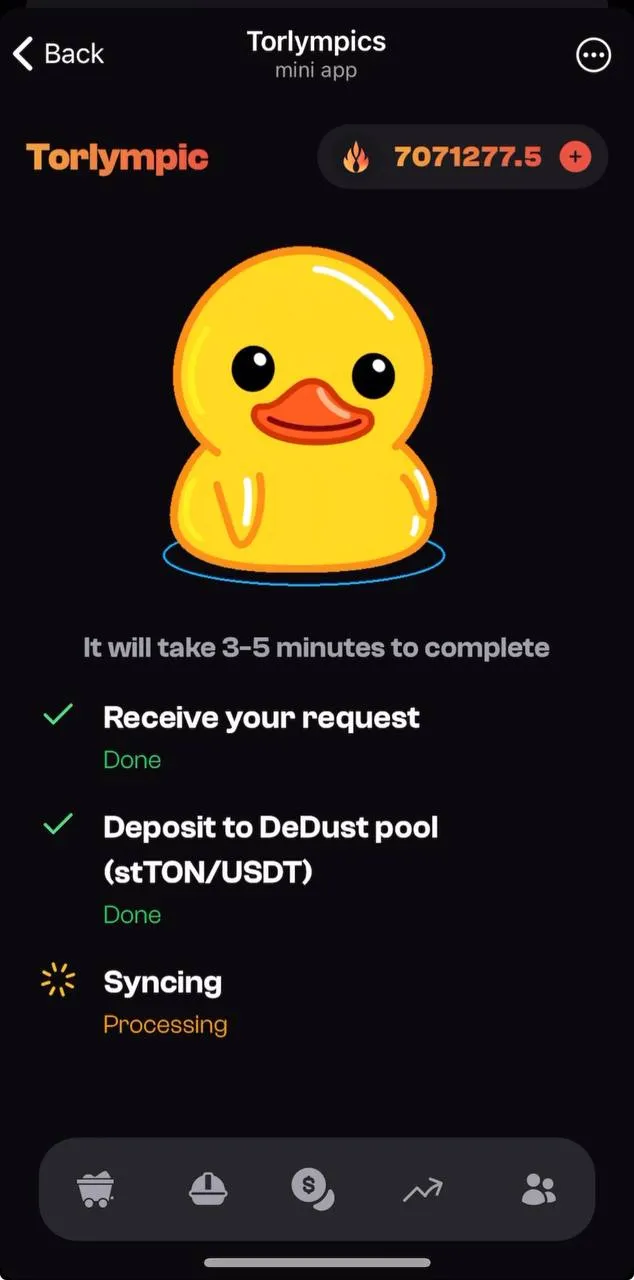 Back
Torlympics
mini app
Torlympic
7071277.5
It will take 3-5 minutes to complete
Receive your request
Done
Deposit to DeDust pool
(stTON/USDT)
Done
Syncing
Processing